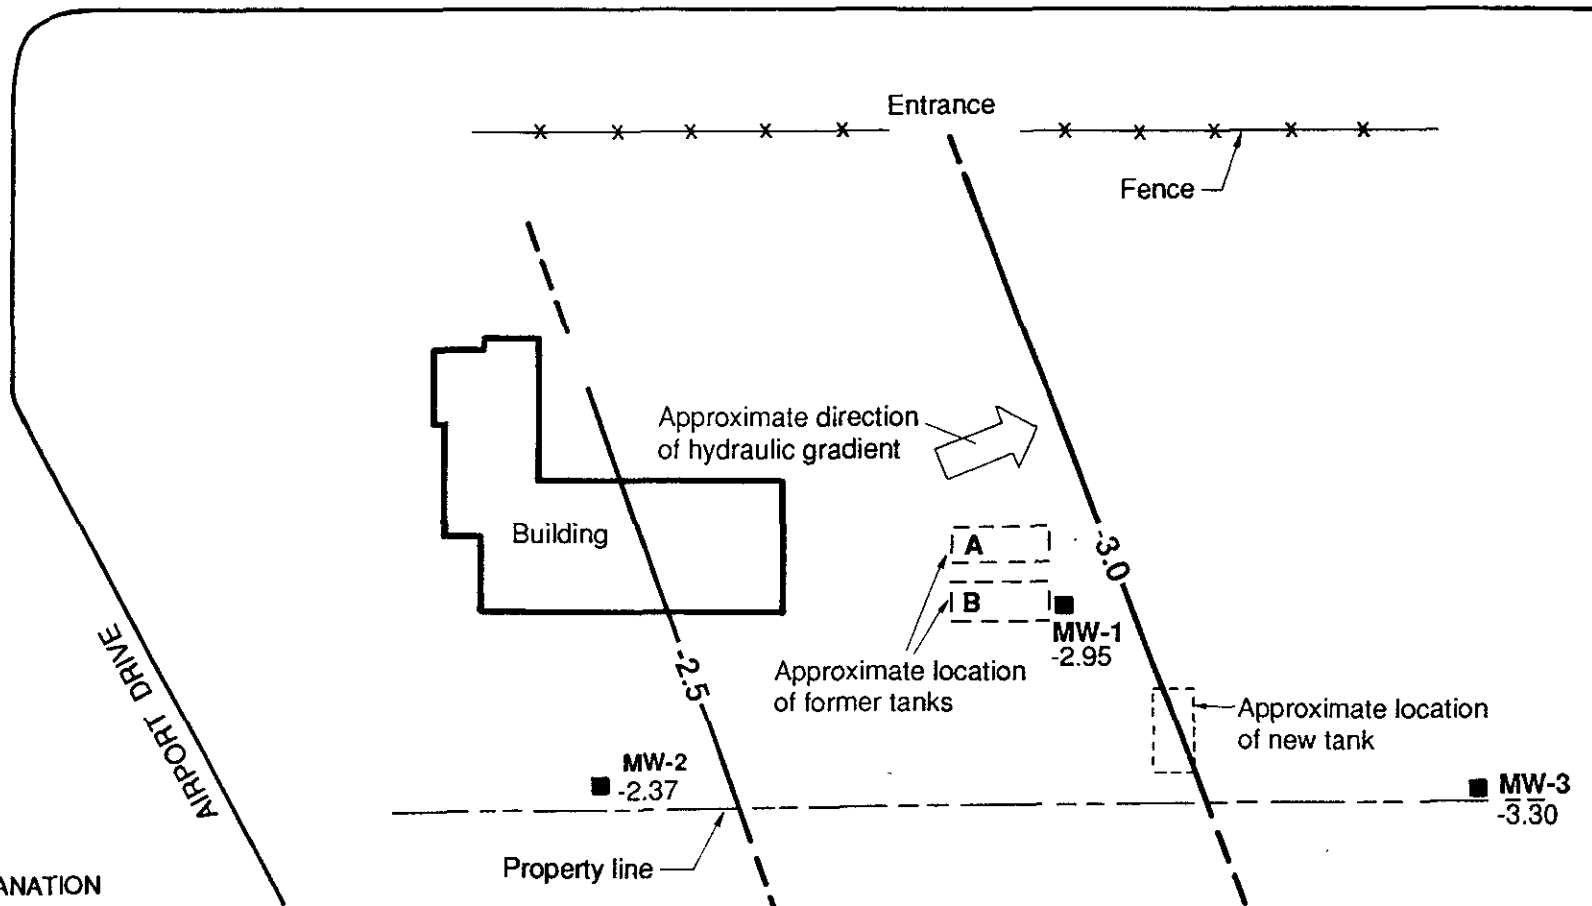 Entrance
Fence
Approximate direction
of hydraulic gradient
Building
A
B
-3.0
MW-1
-2.95
Approximate location
of former tanks
-2.5
Approximate location
of new tank
AIRPORT DRIVE
MW-2
-2.37
MW-3
-3.30
Property line
ANATION